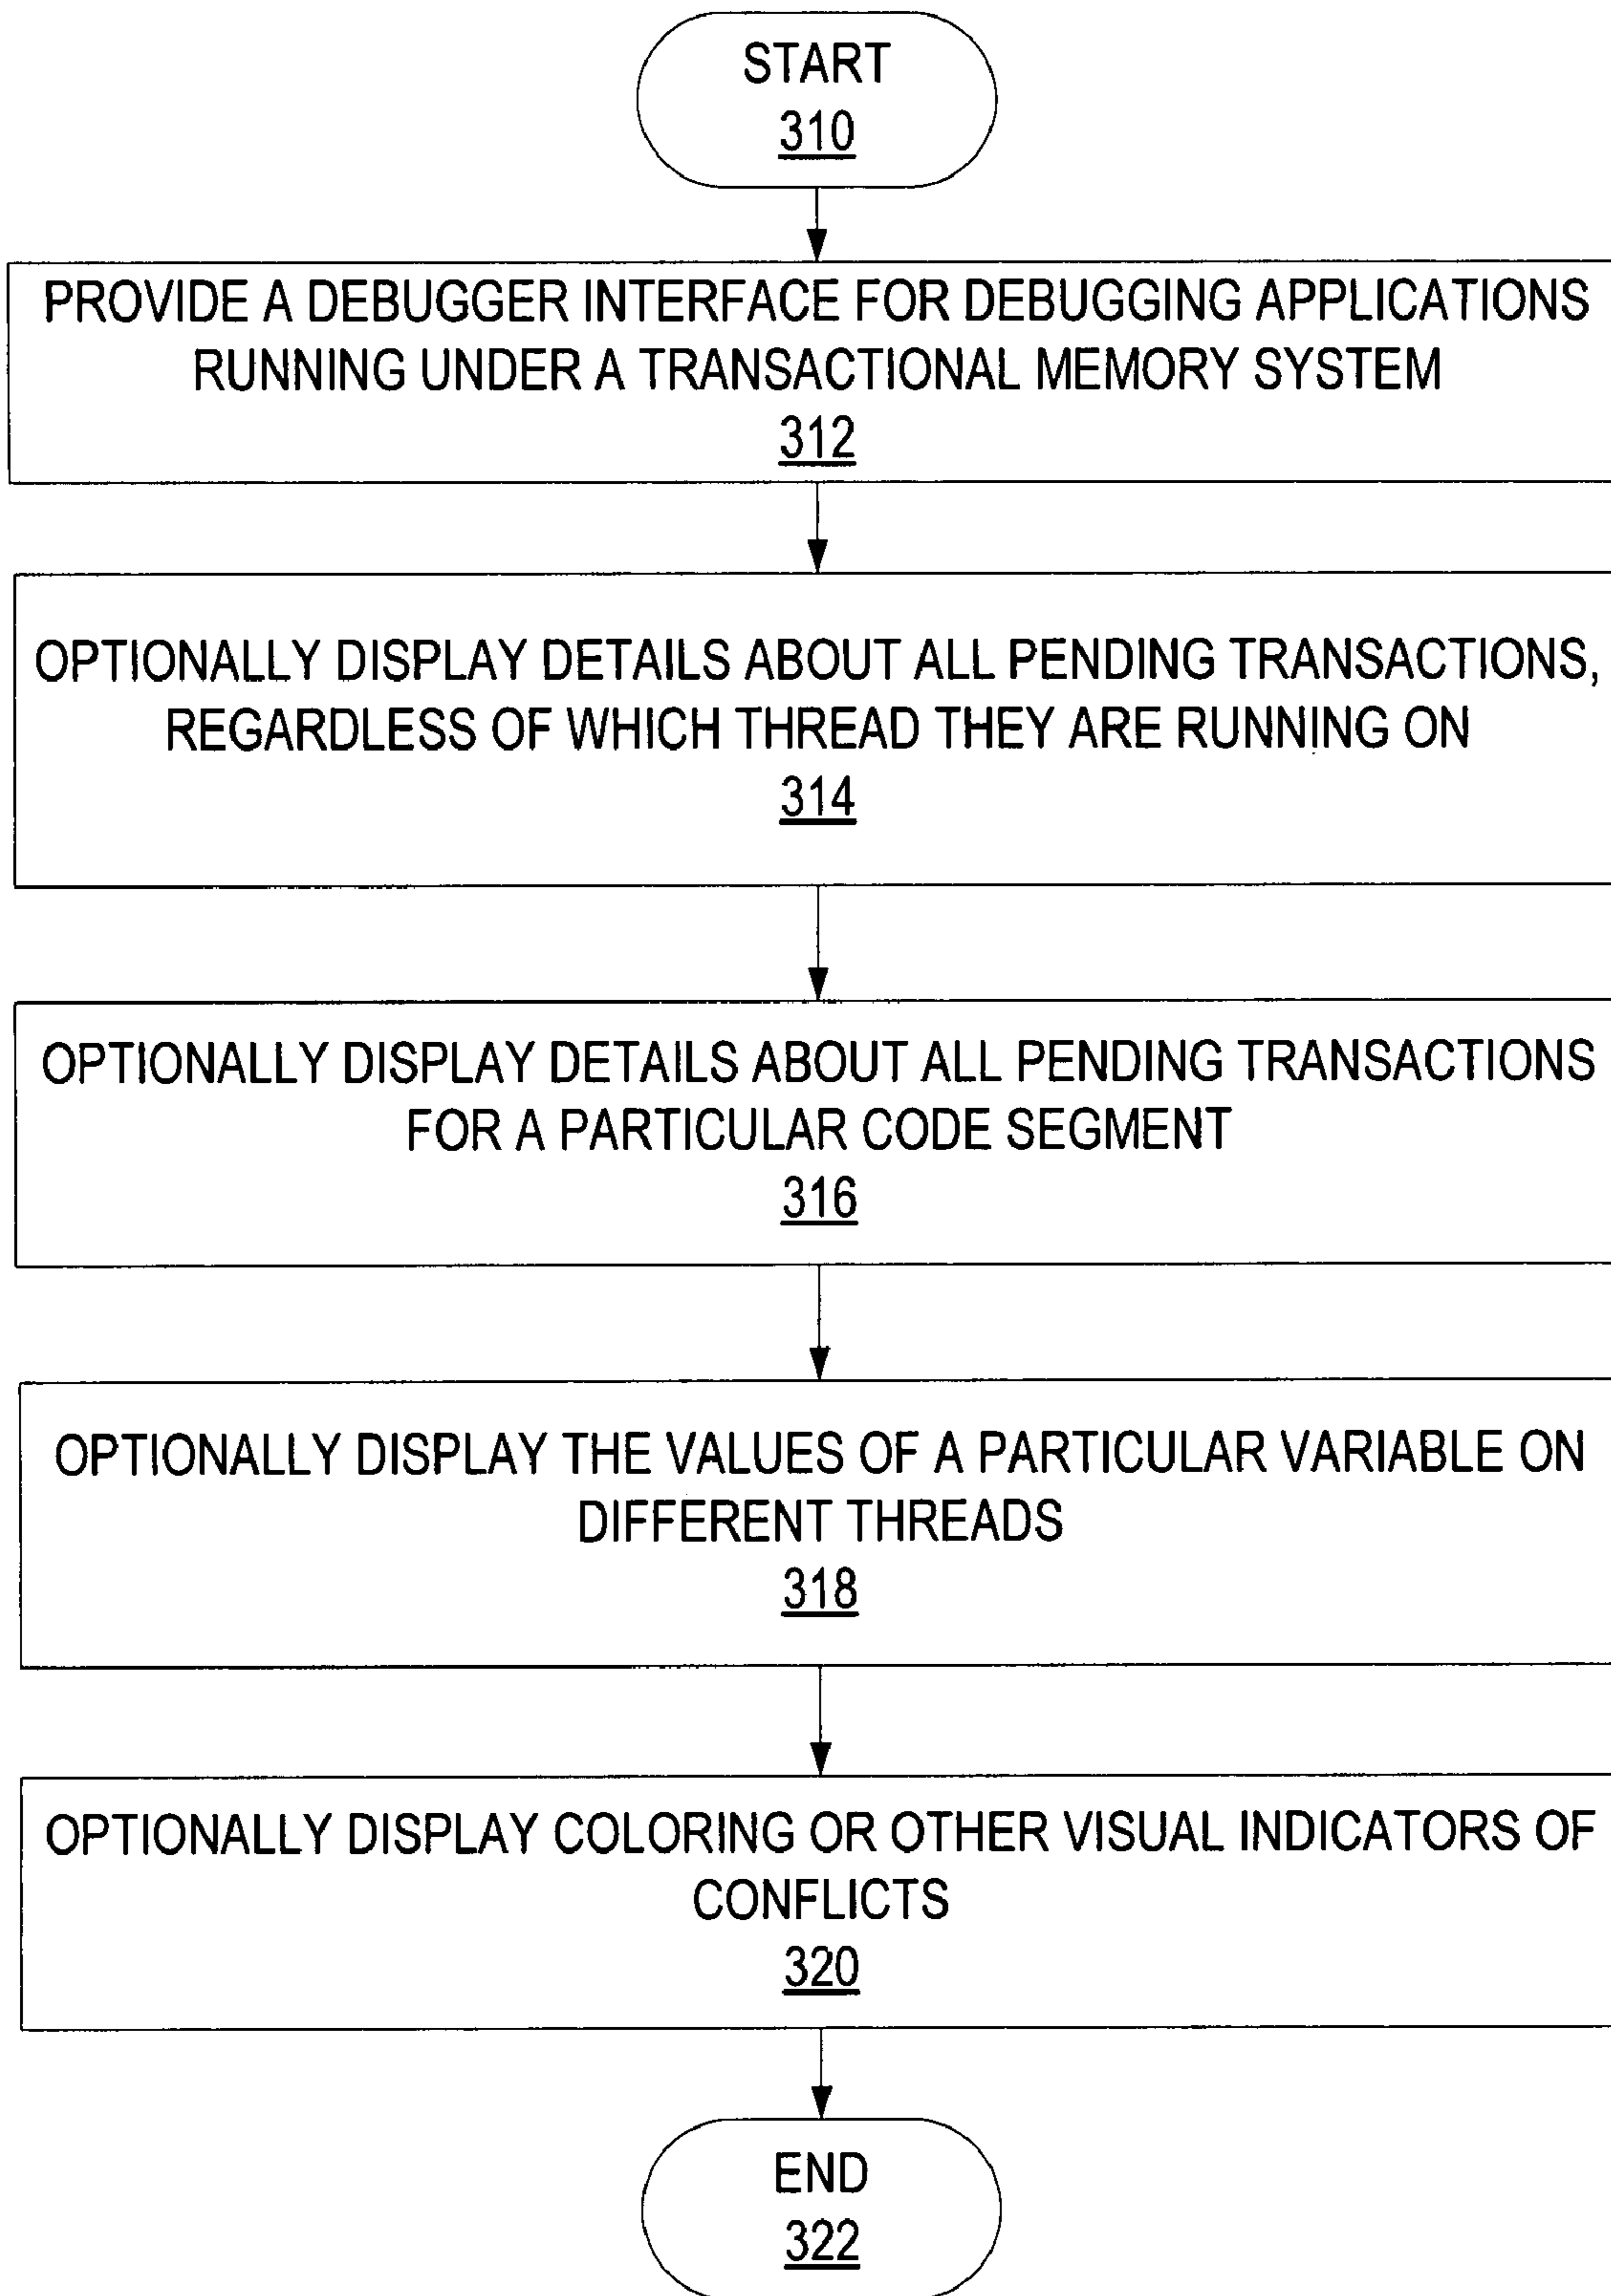 START
310
PROVIDE A DEBUGGER INTERFACE FOR DEBUGGING APPLICATIONS
RUNNING UNDER A TRANSACTIONAL MEMORY SYSTEM
312
OPTIONALLY DISPLAY DETAILS ABOUT ALL PENDING TRANSACTIONS,
REGARDLESS OF WHICH THREAD THEY ARE RUNNING ON
314
OPTIONALLY DISPLAY DETAILS ABOUT ALL PENDING TRANSACTIONS
FOR A PARTICULAR CODE SEGMENT
316
OPTIONALLY DISPLAY THE VALUES OF A PARTICULAR VARIABLE ON
DIFFERENT THREADS
318
OPTIONALLY DISPLAY COLORING OR OTHER VISUAL INDICATORS OF
CONFLICTS
320
END
322